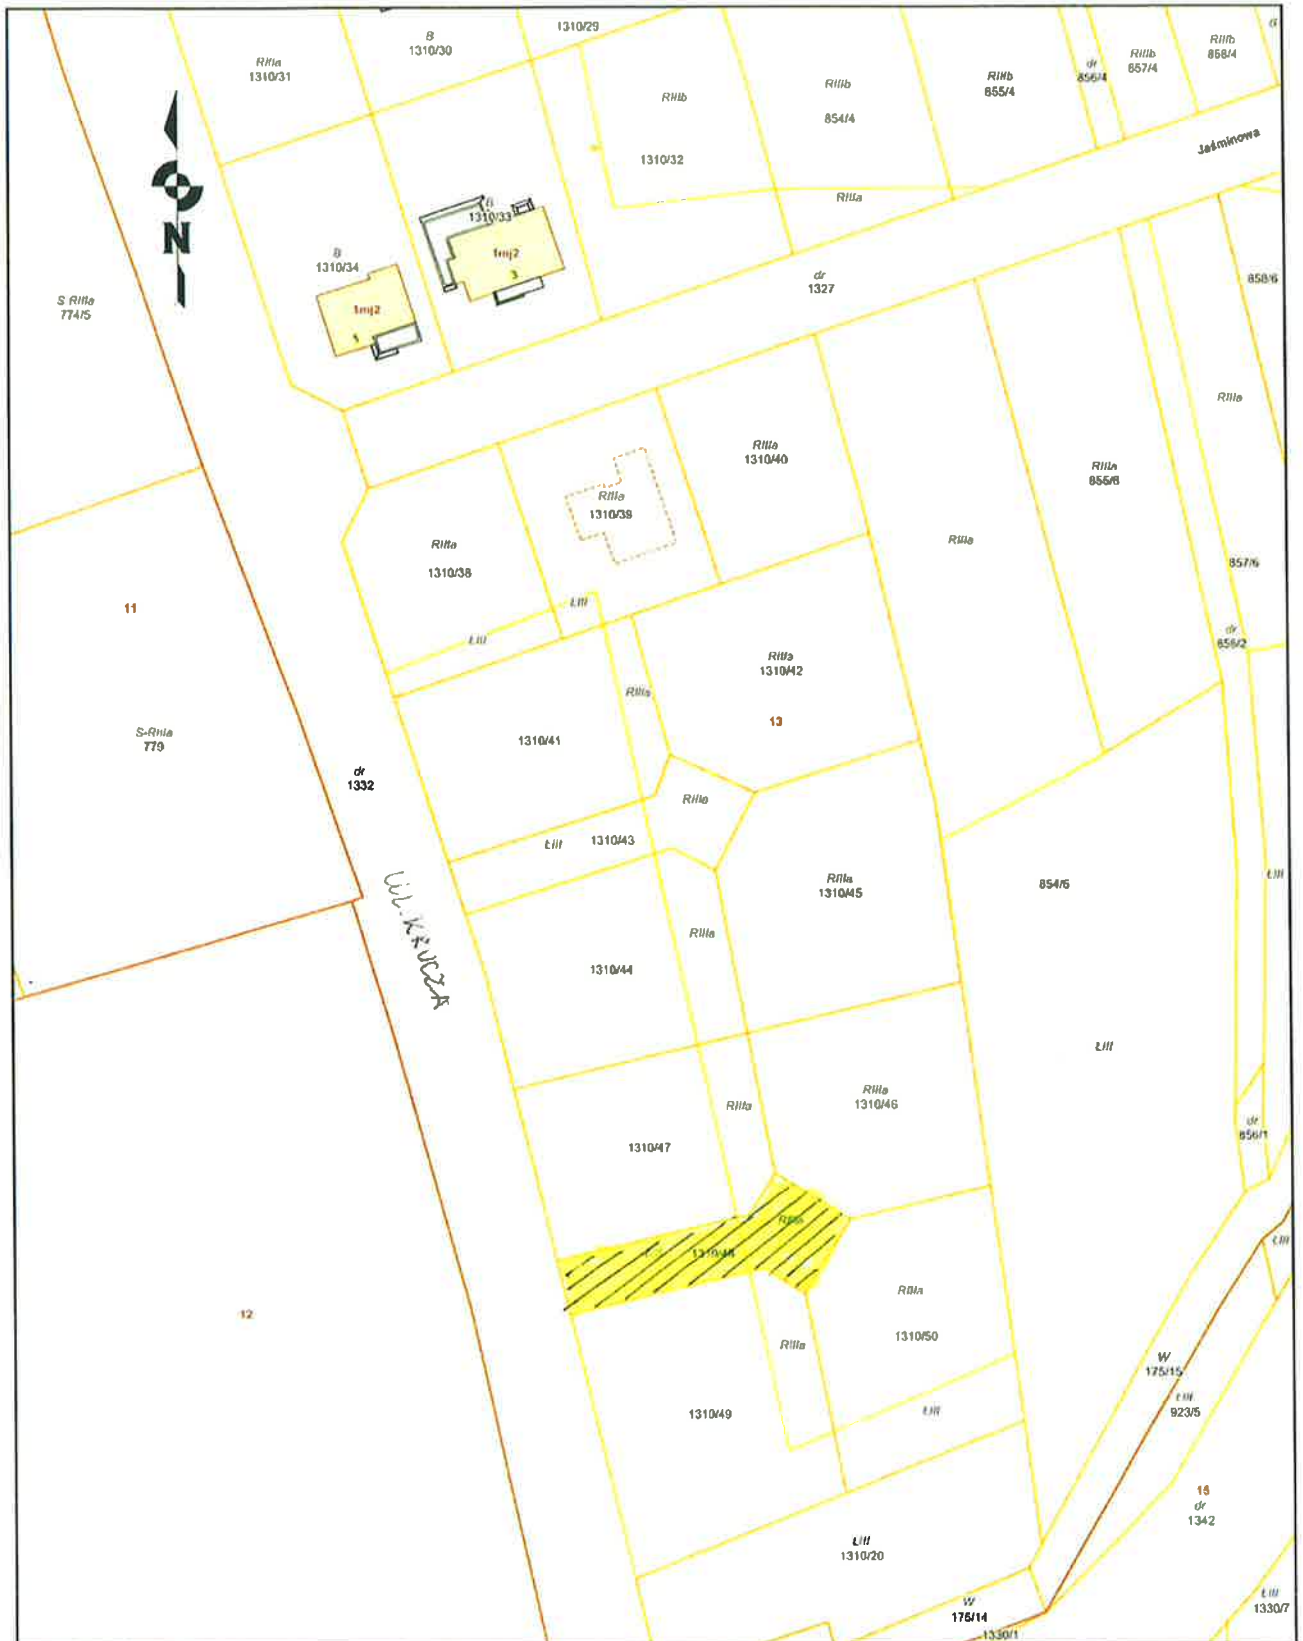 1310/29
B
1310/30
RIIIa
1310/31
RIIIb
RIIIb
854/4
RIIIb
855/4
dr
856/4
RIIIb
857/4
RIIIb
858/4
Jaśminowa
1310/32
RIIIa
B
1310/33
1mj2
3
B
1310/34
1mj2
1
N
S-RIIIa
774/5
dr
1327
858/6
RIIIa
RIIIa
1310/40
RIIIa
1310/39
RIIIa
855/6
RIIIa
RIIIa
1310/38
857/6
11
ŁIII
ŁIII
dr
856/2
RIIIa
1310/42
RIIIa
13
S-RIIIa
779
1310/41
dr
1332
RIIIa
ŁIII
1310/43
RIIIa
1310/45
854/6
ŁIII
UL. KRUCZA
RIIIa
1310/44
ŁIII
RIIIa
1310/46
RIIIa
dr
856/1
1310/47
RIIIa
1310/48
ŁIII
RIIIa
12
1310/50
RIIIa
W
175/15
ŁIII
923/5
1310/49
ŁIII
15
dr
1342
ŁIII
1310/20
W
175/14
ŁIII
1330/7
1330/1